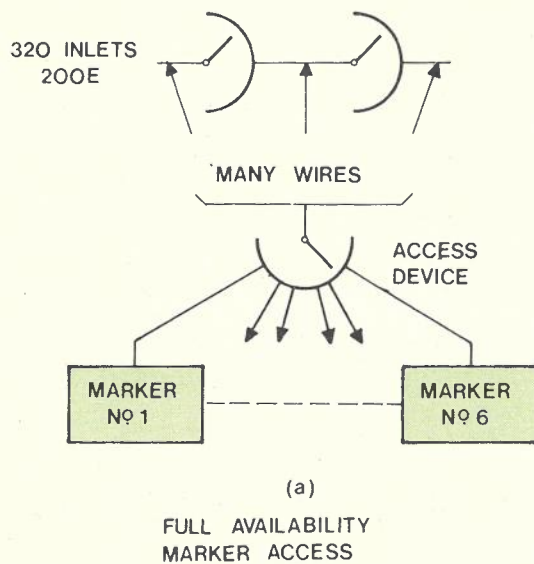 320 INLETS
200E
MANY WIRES
ACCESS
DEVICE
MARKER
Nº 1
MARKER
Nº 6
(a)
FULL AVAILABILITY
MARKER ACCESS